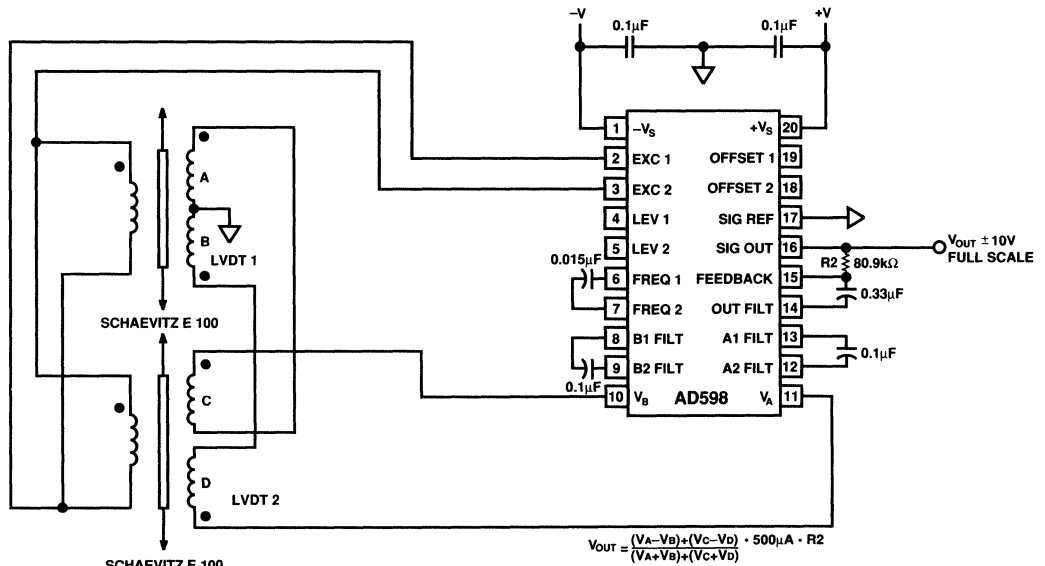 −V
+V
0.1µF
0.1µF
1
−VS
+VS
20
2
EXC 1
OFFSET 1
19
3
EXC 2
OFFSET 2
18
4
LEV 1
SIG REF
17
5
LEV 2
SIG OUT
16
VOUT ±10V
FULL SCALE
R2
80.9kΩ
0.015µF
6
FREQ 1
FEEDBACK
15
0.33µF
7
FREQ 2
OUT FILT
14
8
B1 FILT
A1 FILT
13
0.1µF
9
B2 FILT
A2 FILT
12
0.1µF
10
VB
AD598
VA
11
A
B
LVDT 1
SCHAEVITZ E 100
C
D
LVDT 2
SCHAEVITZ E 100
VOUT = (VA−VB)+(VC−VD) • 500µA • R2
(VA+VB)+(VC+VD)